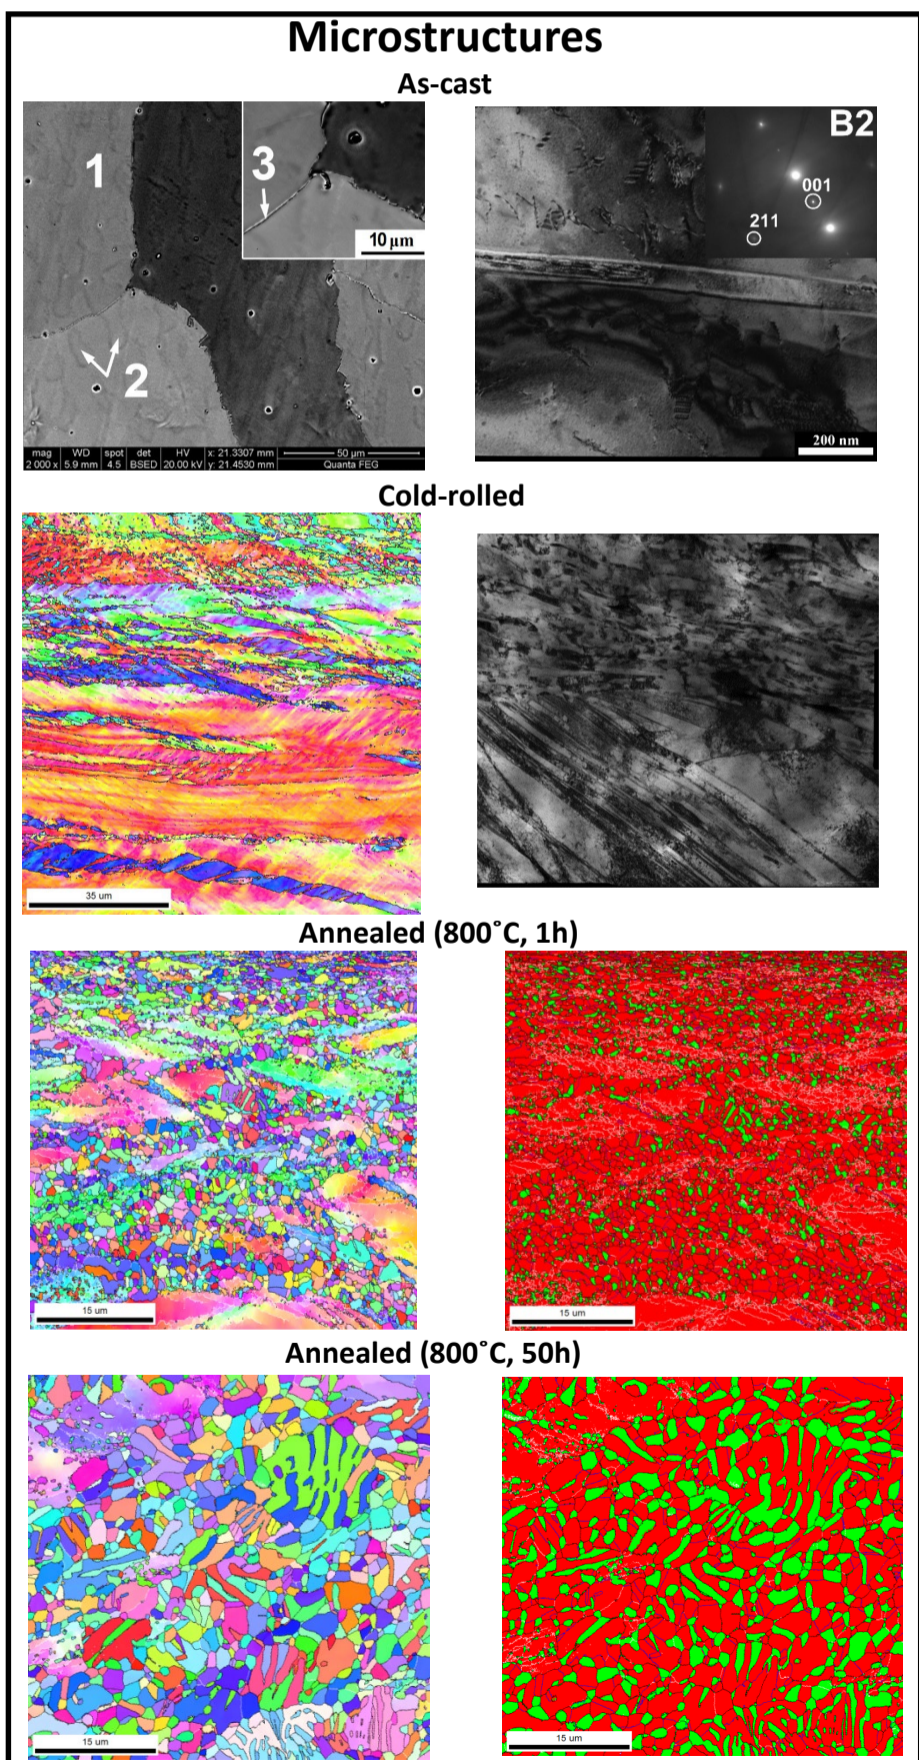 Microstructures
As-cast
1
2
3
10 µm
mag WD spot det HV x: 21.3307 mm 50 µm
2 000 x 5.9 mm 4.5 BSED 20.00 kV y: 21.4530 mm Quanta FEG
B2
001
211
200 nm
Cold-rolled
35 um
Annealed (800˚C, 1h)
15 um
15 um
Annealed (800˚C, 50h)
15 um
15 um